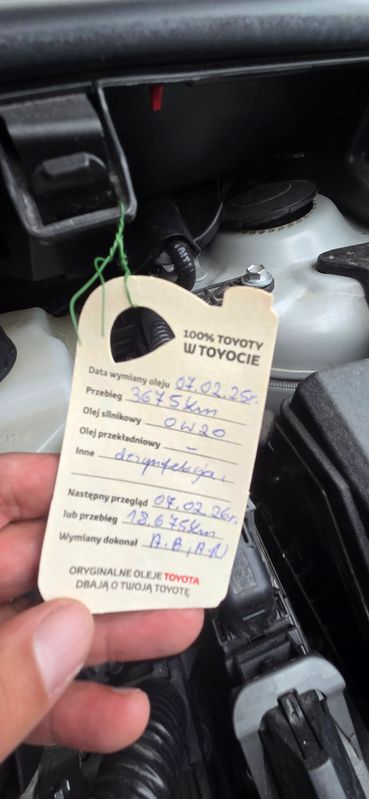 100% TOYOTY
W TOYOCIE
Data wymiany oleju 07.02.25r.
Przebieg 3675km
Olej silnikowy 0W20
Olej przekładniowy –
Inne dezynfekcja,
Następny przegląd 07.02.26r.
lub przebieg 18.675km
Wymiany dokonał A.B, A.N
ORYGINALNE OLEJE TOYOTA
DBAJĄ O TWOJĄ TOYOTĘ